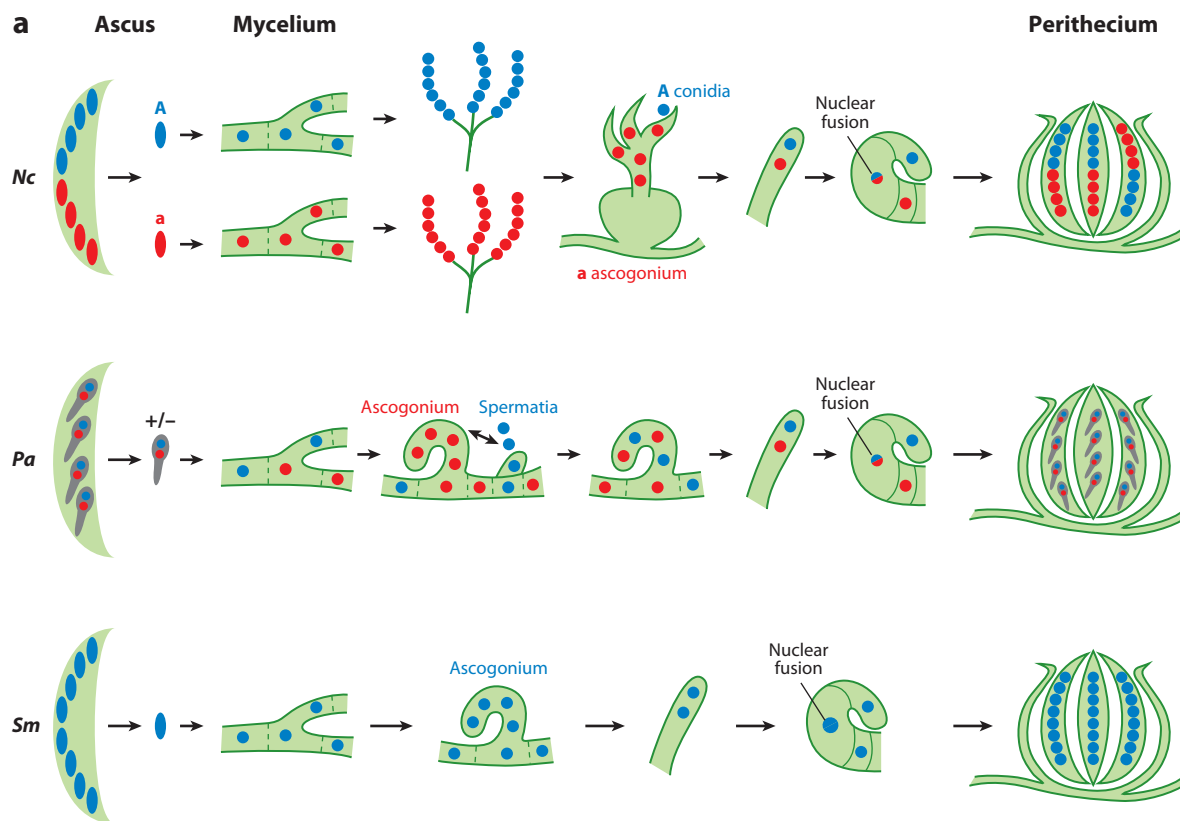 a
Ascus
Mycelium
Perithecium
Nc
A
a
A conidia
a ascogonium
Nuclear
fusion
Pa
+/–
Ascogonium
Spermatia
Nuclear
fusion
Sm
Ascogonium
Nuclear
fusion